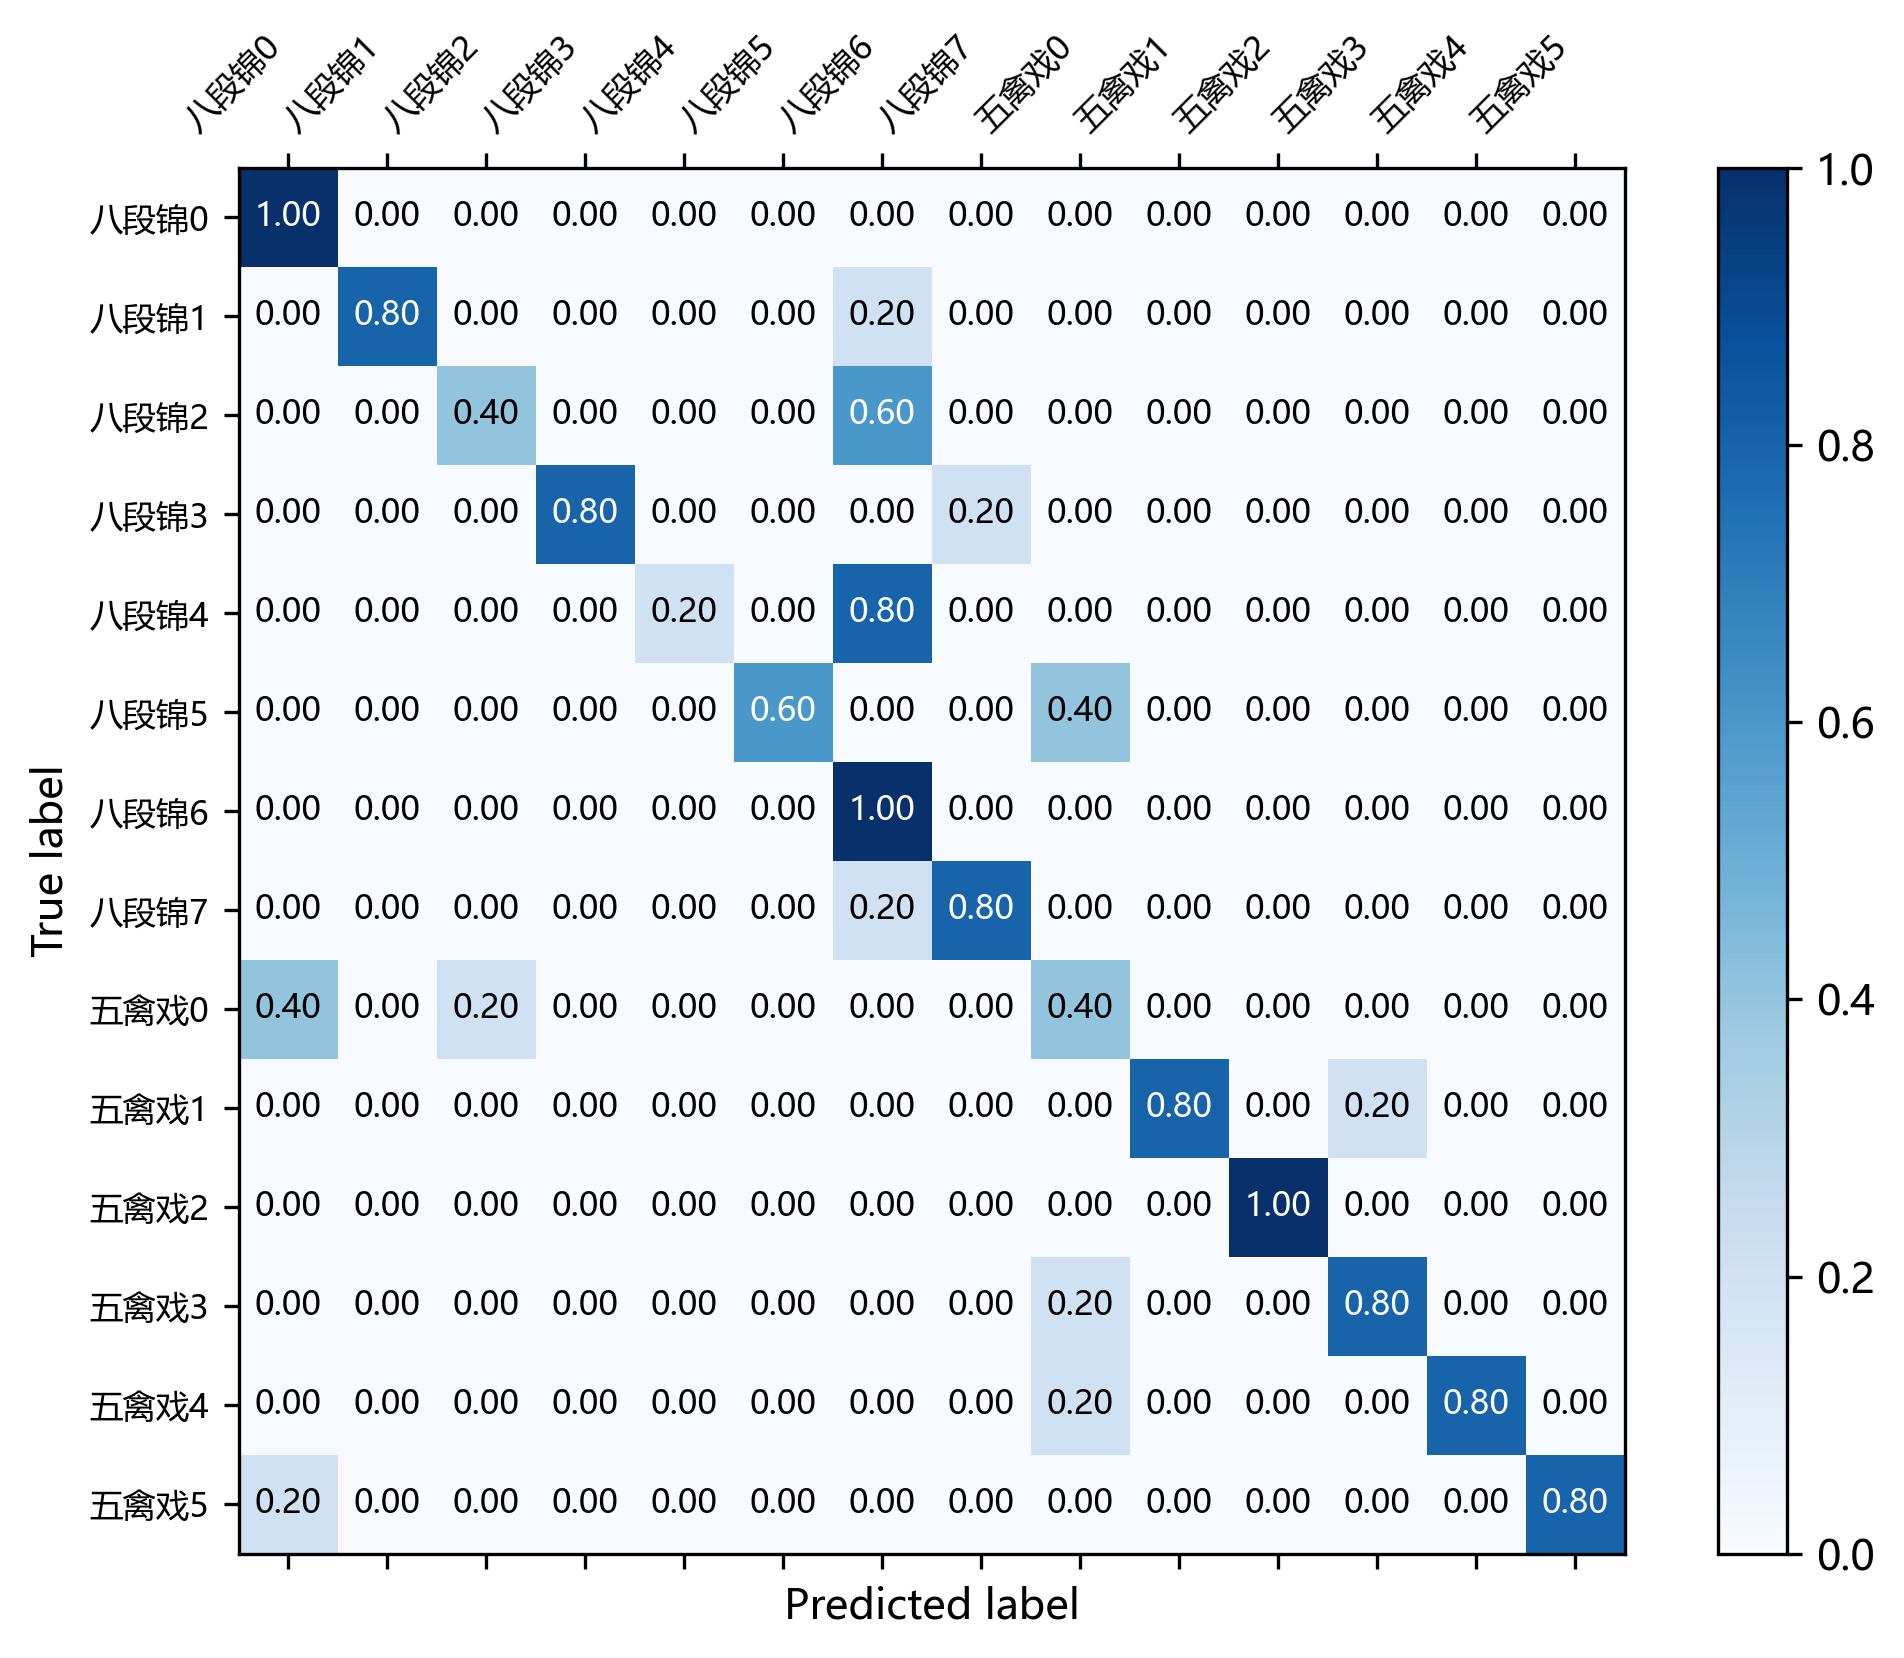 八段锦0 八段锦1 八段锦2 八段锦3 八段锦4 八段锦5 八段锦6 八段锦7 五禽戏0 五禽戏1 五禽戏2 五禽戏3 五禽戏4 五禽戏5
八段锦0 1.00 0.00 0.00 0.00 0.00 0.00 0.00 0.00 0.00 0.00 0.00 0.00 0.00 0.00
八段锦1 0.00 0.80 0.00 0.00 0.00 0.00 0.20 0.00 0.00 0.00 0.00 0.00 0.00 0.00
八段锦2 0.00 0.00 0.40 0.00 0.00 0.00 0.60 0.00 0.00 0.00 0.00 0.00 0.00 0.00
八段锦3 0.00 0.00 0.00 0.80 0.00 0.00 0.00 0.20 0.00 0.00 0.00 0.00 0.00 0.00
八段锦4 0.00 0.00 0.00 0.00 0.20 0.00 0.80 0.00 0.00 0.00 0.00 0.00 0.00 0.00
八段锦5 0.00 0.00 0.00 0.00 0.00 0.60 0.00 0.00 0.40 0.00 0.00 0.00 0.00 0.00
八段锦6 0.00 0.00 0.00 0.00 0.00 0.00 1.00 0.00 0.00 0.00 0.00 0.00 0.00 0.00
八段锦7 0.00 0.00 0.00 0.00 0.00 0.00 0.20 0.80 0.00 0.00 0.00 0.00 0.00 0.00
五禽戏0 0.40 0.00 0.20 0.00 0.00 0.00 0.00 0.00 0.40 0.00 0.00 0.00 0.00 0.00
五禽戏1 0.00 0.00 0.00 0.00 0.00 0.00 0.00 0.00 0.00 0.80 0.00 0.20 0.00 0.00
五禽戏2 0.00 0.00 0.00 0.00 0.00 0.00 0.00 0.00 0.00 0.00 1.00 0.00 0.00 0.00
五禽戏3 0.00 0.00 0.00 0.00 0.00 0.00 0.00 0.00 0.20 0.00 0.00 0.80 0.00 0.00
五禽戏4 0.00 0.00 0.00 0.00 0.00 0.00 0.00 0.00 0.20 0.00 0.00 0.00 0.80 0.00
五禽戏5 0.20 0.00 0.00 0.00 0.00 0.00 0.00 0.00 0.00 0.00 0.00 0.00 0.00 0.80
True label
Predicted label
1.0
0.8
0.6
0.4
0.2
0.0